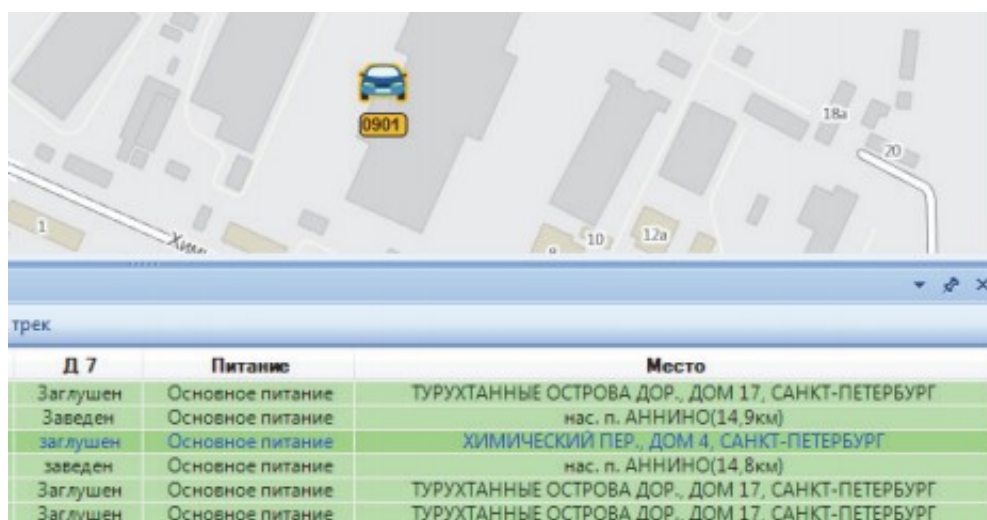 0901
18а
20
1
Хими
10
12а
8
трек
Д 7 Питание Место
Заглушен Основное питание ТУРУХТАННЫЕ ОСТРОВА ДОР., ДОМ 17, САНКТ-ПЕТЕРБУРГ
Заведен Основное питание нас. п. АННИНО(14,9км)
заглушен Основное питание ХИМИЧЕСКИЙ ПЕР., ДОМ 4, САНКТ-ПЕТЕРБУРГ
заведен Основное питание нас. п. АННИНО(14,8км)
Заглушен Основное питание ТУРУХТАННЫЕ ОСТРОВА ДОР., ДОМ 17, САНКТ-ПЕТЕРБУРГ
Заглушен Основное питание ТУРУХТАННЫЕ ОСТРОВА ДОР., ДОМ 17, САНКТ-ПЕТЕРБУРГ